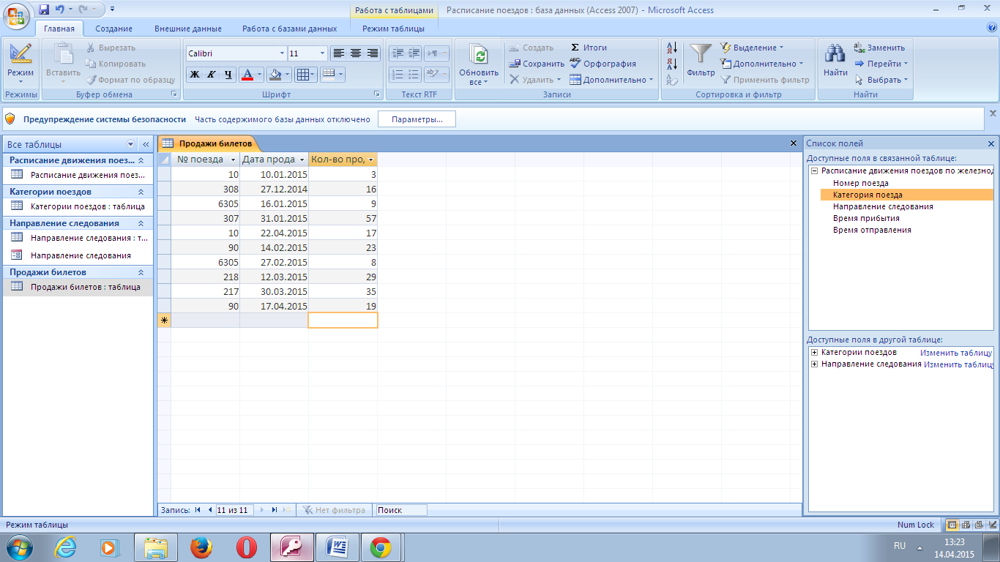 Работа с таблицами
Расписание поездов : база данных (Access 2007) - Microsoft Access
Главная Создание Внешние данные Работа с базами данных Режим таблицы
Режим
Режимы
Вставить
Вырезать
Копировать
Формат по образцу
Буфер обмена
Calibri 11
Ж К Ч А
Шрифт
Текст RTF
Обновить все
Создать
Сохранить
Удалить
Итоги
Орфография
Дополнительно
Записи
Фильтр
Выделение
Дополнительно
Применить фильтр
Сортировка и фильтр
Найти
Заменить
Перейти
Выбрать
Найти
Предупреждение системы безопасности Часть содержимого базы данных отключено Параметры...
Все таблицы
Расписание движения поез...
Расписание движения поез...
Категории поездов
Категории поездов : таблица
Направление следования
Направление следования : т...
Направление следования
Продажи билетов
Продажи билетов : таблица
Продажи билетов
№ поезда Дата прода Кол-во про,
10 10.01.2015 3
308 27.12.2014 16
6305 16.01.2015 9
307 31.01.2015 57
10 22.04.2015 17
90 14.02.2015 23
6305 27.02.2015 8
218 12.03.2015 29
217 30.03.2015 35
90 17.04.2015 19
Запись: 11 из 11 Нет фильтра Поиск
Список полей
Доступные поля в связанной таблице:
Расписание движения поездов по железнод
Номер поезда
Категория поезда
Направление следования
Время прибытия
Время отправления
Доступные поля в другой таблице:
Категории поездов Изменить таблицу
Направление следования Изменить таблицу
Режим таблицы
Num Lock
RU
13:23
14.04.2015